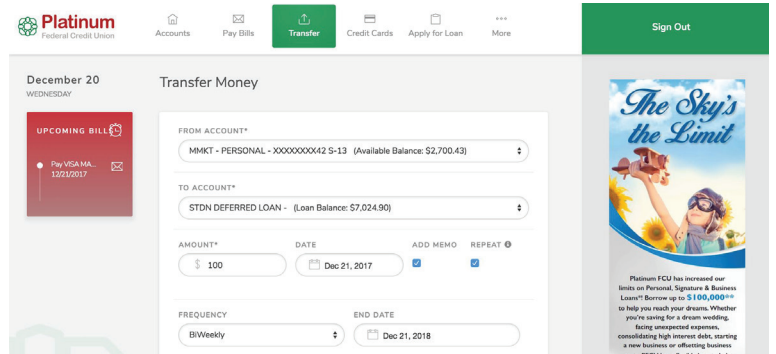 Platinum
Federal Credit Union
Accounts
Pay Bills
Transfer
Credit Cards
Apply for Loan
More
Sign Out
December 20
WEDNESDAY
UPCOMING BILLS
Pay VISA MA...
12/21/2017
Transfer Money
FROM ACCOUNT*
MMKT - PERSONAL - XXXXXXXX42 S-13 (Available Balance: $2,700.43)
TO ACCOUNT*
STDN DEFERRED LOAN - (Loan Balance: $7,024.90)
AMOUNT*
DATE
ADD MEMO
REPEAT
$ 100
Dec 21, 2017
FREQUENCY
END DATE
BiWeekly
Dec 21, 2018
The Sky's
the Limit
Platinum FCU has increased our
limits on Personal, Signature & Business
Loans*! Borrow up to $100,000**
to help you reach your dreams. Whether
you're saving for a dream wedding,
facing unexpected expenses,
consolidating high interest debt, starting
a new business or offsetting business